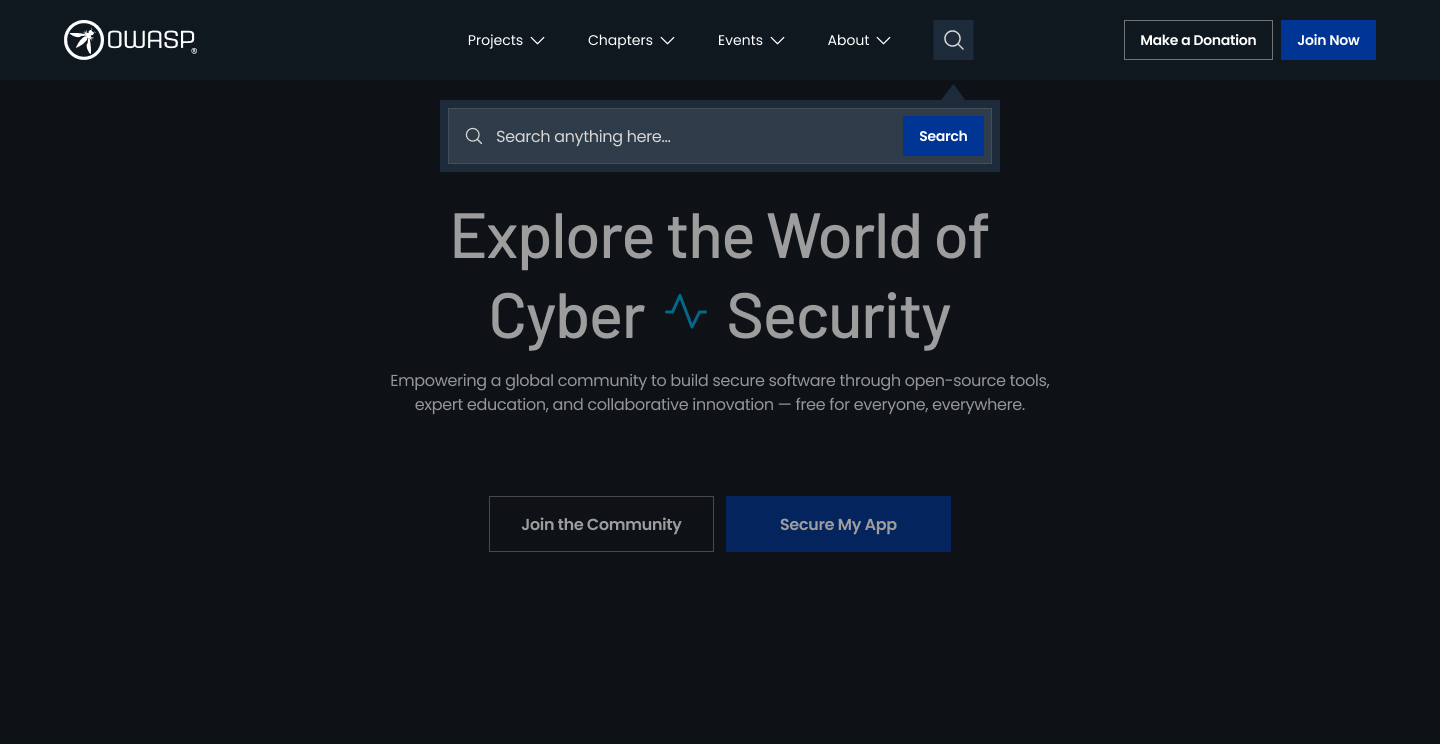 OWASP®
Projects
Chapters
Events
About
Make a Donation
Join Now
Search anything here...
Search
Explore the World of
Cyber Security
Empowering a global community to build secure software through open-source tools,
expert education, and collaborative innovation — free for everyone, everywhere.
Join the Community
Secure My App